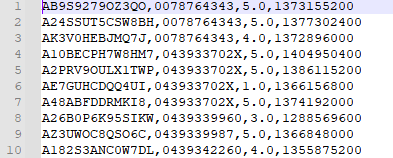 1 AB9S9279OZ3QO,0078764343,5.0,1373155200
2 A24SSUT5CSW8BH,0078764343,5.0,1377302400
3 AK3V0HEBJMQ7J,0078764343,4.0,1372896000
4 A10BECPH7W8HM7,043933702X,5.0,1404950400
5 A2PRV9OULX1TWP,043933702X,5.0,1386115200
6 AE7GUHCDQQ4UI,043933702X,1.0,1366156800
7 A48ABFDDRMKI8,043933702X,5.0,1374192000
8 A26B0P6K95SIKW,0439339960,3.0,1288569600
9 AZ3UWOC8QSO6C,0439339987,5.0,1366848000
10 A182S3ANC0W7DL,0439342260,4.0,1355875200